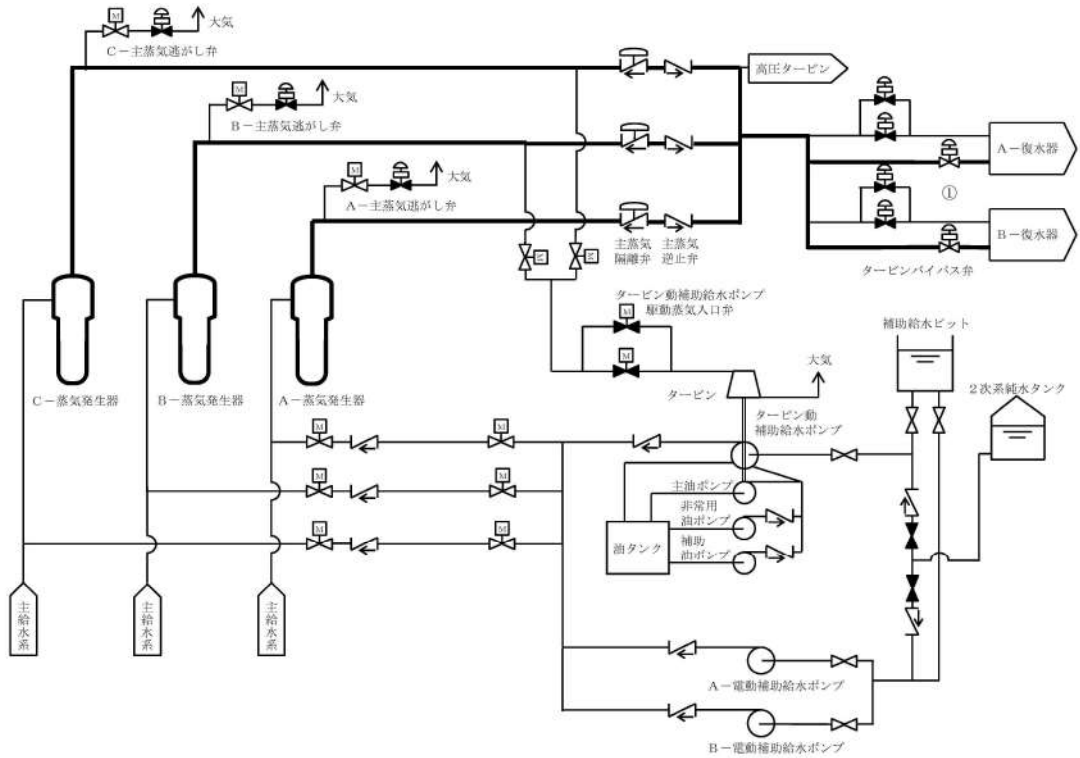 M
大気
C－主蒸気逃がし弁
M
大気
B－主蒸気逃がし弁
M
大気
A－主蒸気逃がし弁
高圧タービン
A－復水器
①
B－復水器
タービンバイパス弁
主蒸気
隔離弁
主蒸気
逆止弁
M
M
タービン動補助給水ポンプ
駆動蒸気入口弁
M
M
大気
タービン
タービン動
補助給水ポンプ
補助給水ピット
2次系純水タンク
C－蒸気発生器
B－蒸気発生器
A－蒸気発生器
M
M
M
M
M
M
主油ポンプ
非常用
油ポンプ
補助
油ポンプ
油タンク
主給水系
主給水系
主給水系
A－電動補助給水ポンプ
B－電動補助給水ポンプ